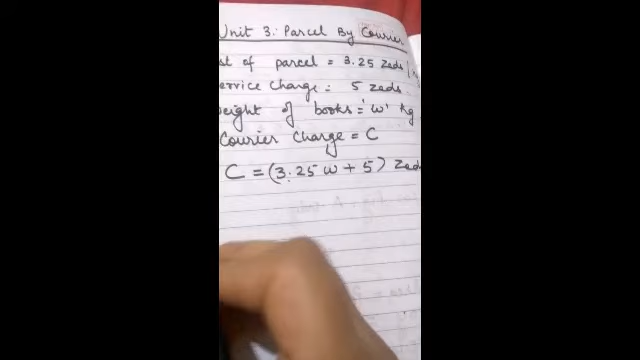 Unit 3: Parcel By Courier
of parcel = 3.25 Zeds /
Service Charge: 5 Zeds
weight of books = 'w' kg
Courier Charge = C
C = (3.25 w + 5) Zeds